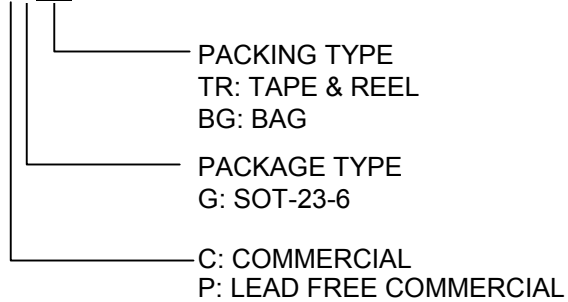 PACKING TYPE
TR: TAPE & REEL
BG: BAG
PACKAGE TYPE
G: SOT-23-6
C: COMMERCIAL
P: LEAD FREE COMMERCIAL